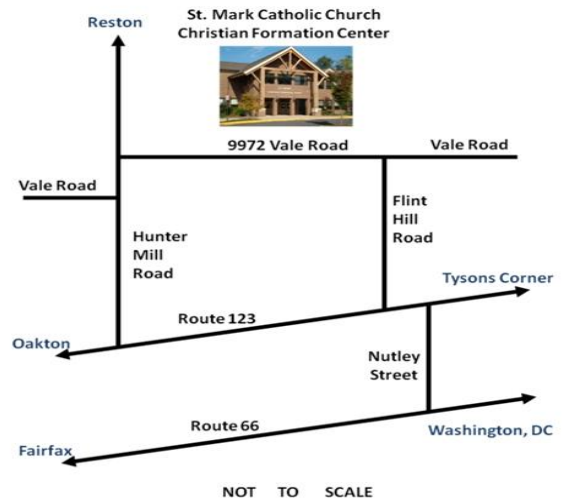 St. Mark Catholic Church
Christian Formation Center
Reston
9972 Vale Road
Vale Road
Vale Road
Flint
Hill
Road
Hunter
Mill
Road
Tysons Corner
Route 123
Oakton
Nutley
Street
Route 66
Washington, DC
Fairfax
NOT TO SCALE